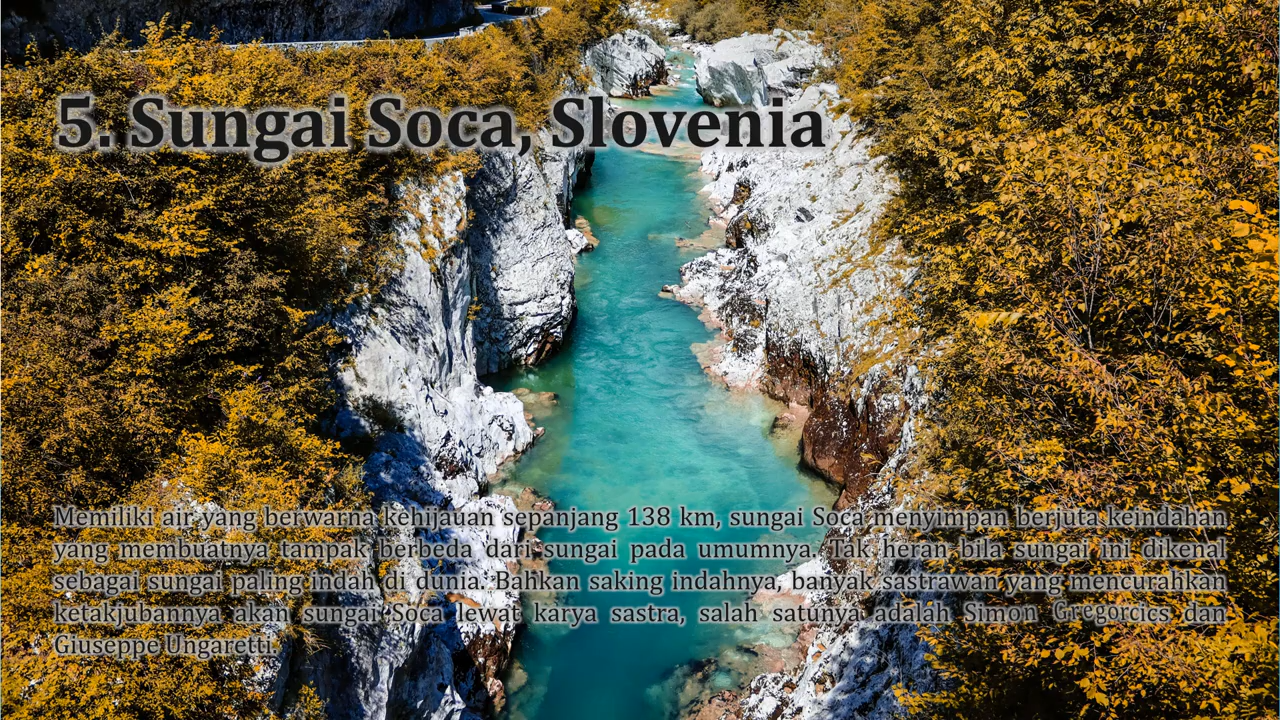 5. Sungai Soca, Slovenia
Memiliki air yang berwarna kehijauan sepanjang 138 km, sungai Soca menyimpan berjuta keindahan
yang membuatnya tampak berbeda dari sungai pada umumnya. Tak heran bila sungai ini dikenal
sebagai sungai paling indah di dunia. Bahkan saking indahnya, banyak sastrawan yang mencurahkan
ketakjubannya akan sungai Soca lewat karya sastra, salah satunya adalah Simon Gregorcics dan
Giuseppe Ungaretti.